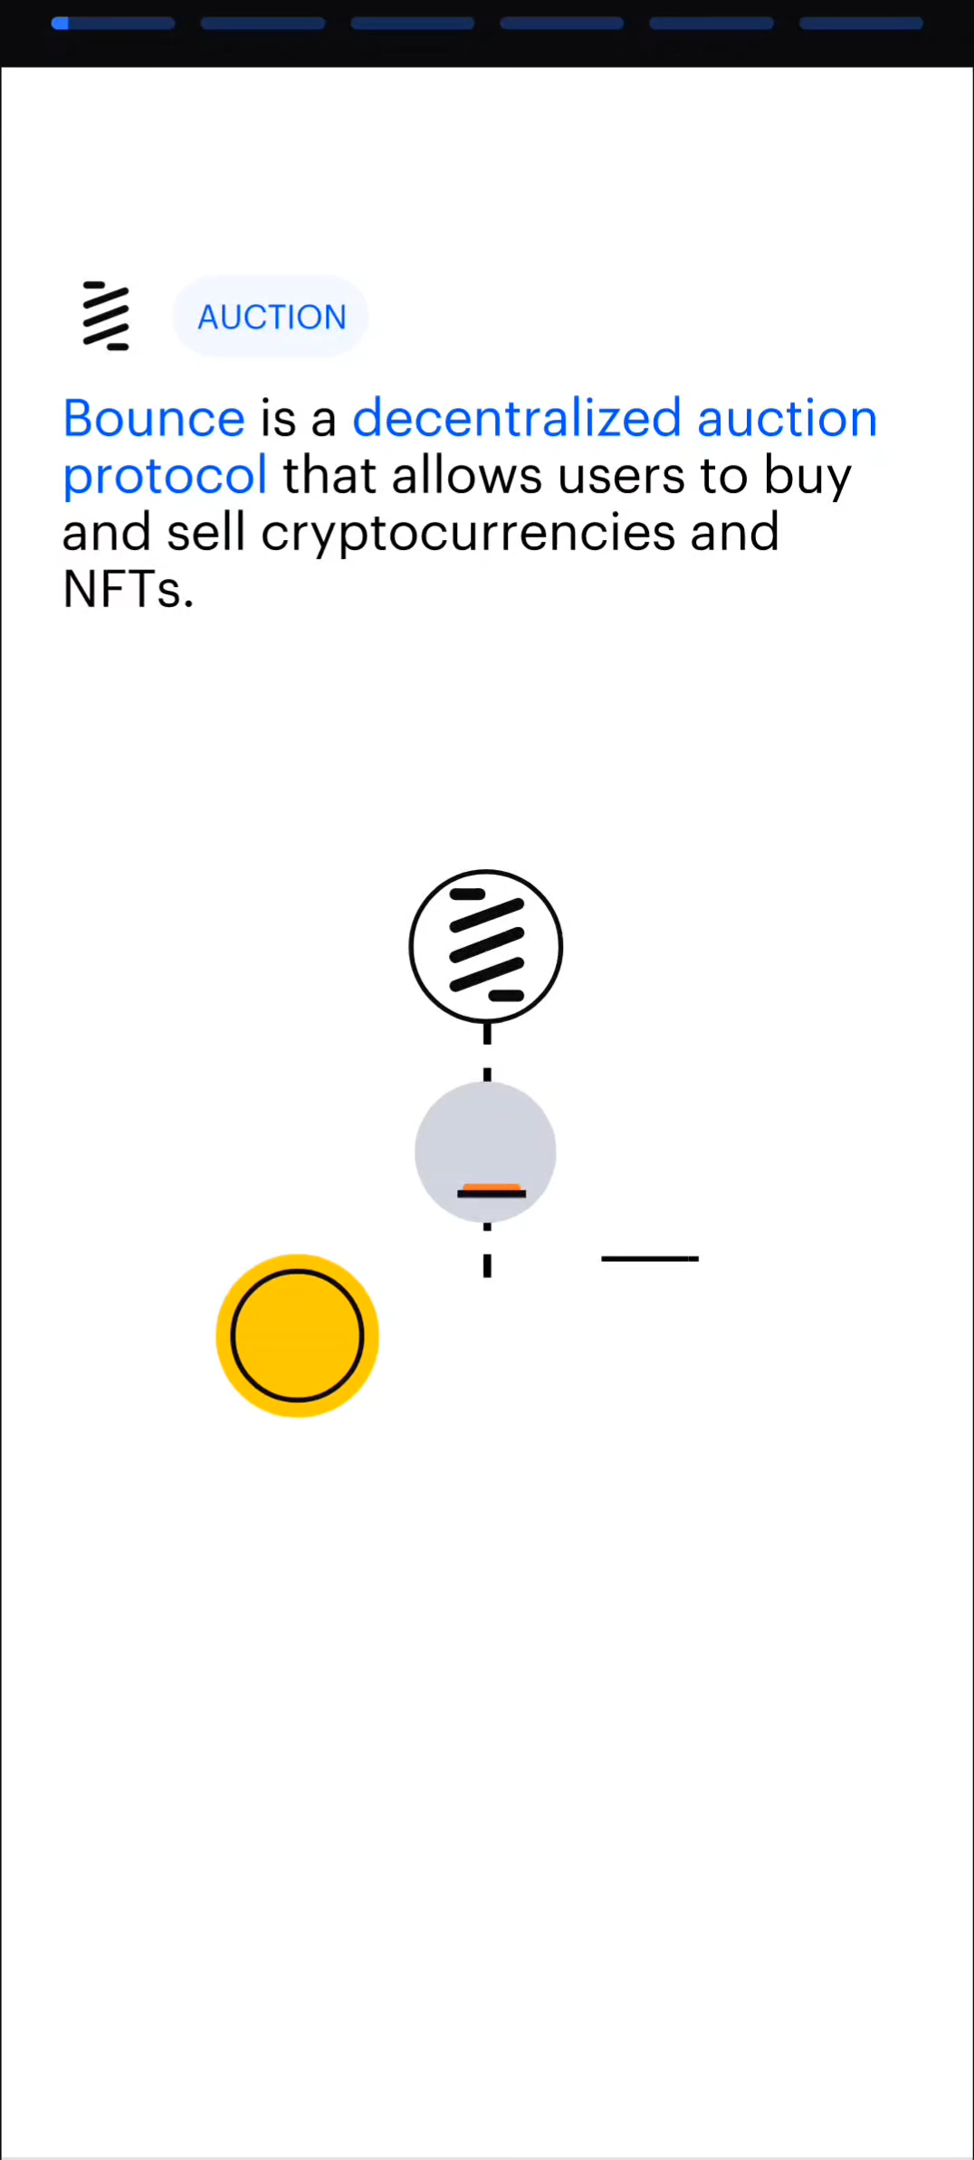 AUCTION
Bounce is a decentralized auction
protocol that allows users to buy
and sell cryptocurrencies and
NFTs.